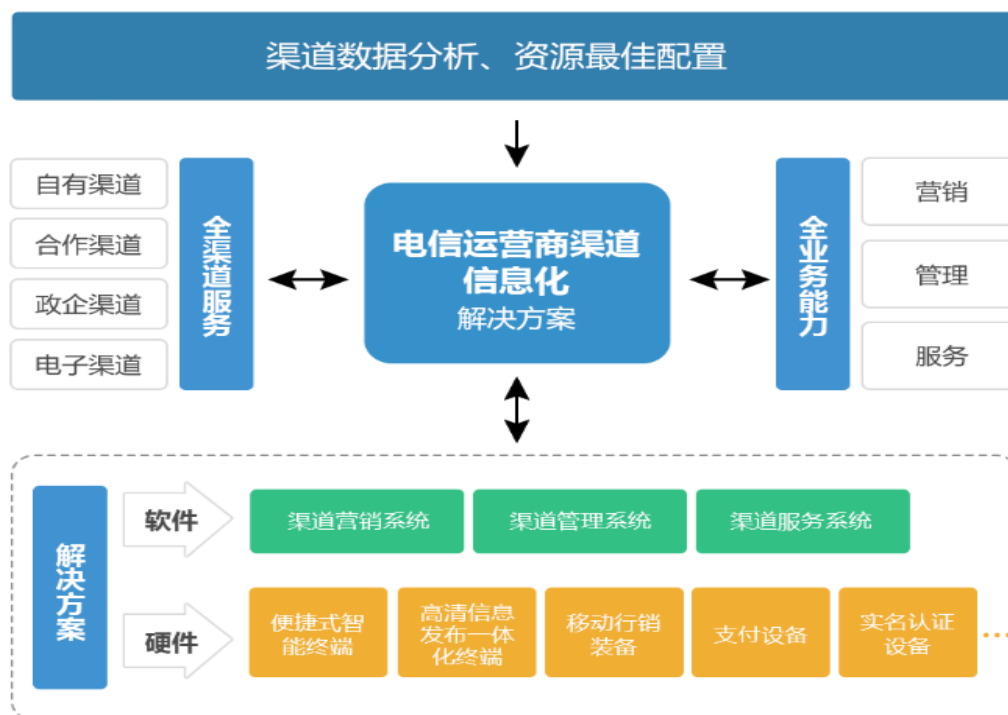 渠道数据分析、资源最佳配置
自有渠道
合作渠道
政企渠道
电子渠道
全渠道服务
电信运营商渠道
信息化
解决方案
全业务能力
营销
管理
服务
解决方案
软件
渠道营销系统
渠道管理系统
渠道服务系统
硬件
便捷式智
能终端
高清信息
发布一体
化终端
移动行销
装备
支付设备
实名认证
设备
...